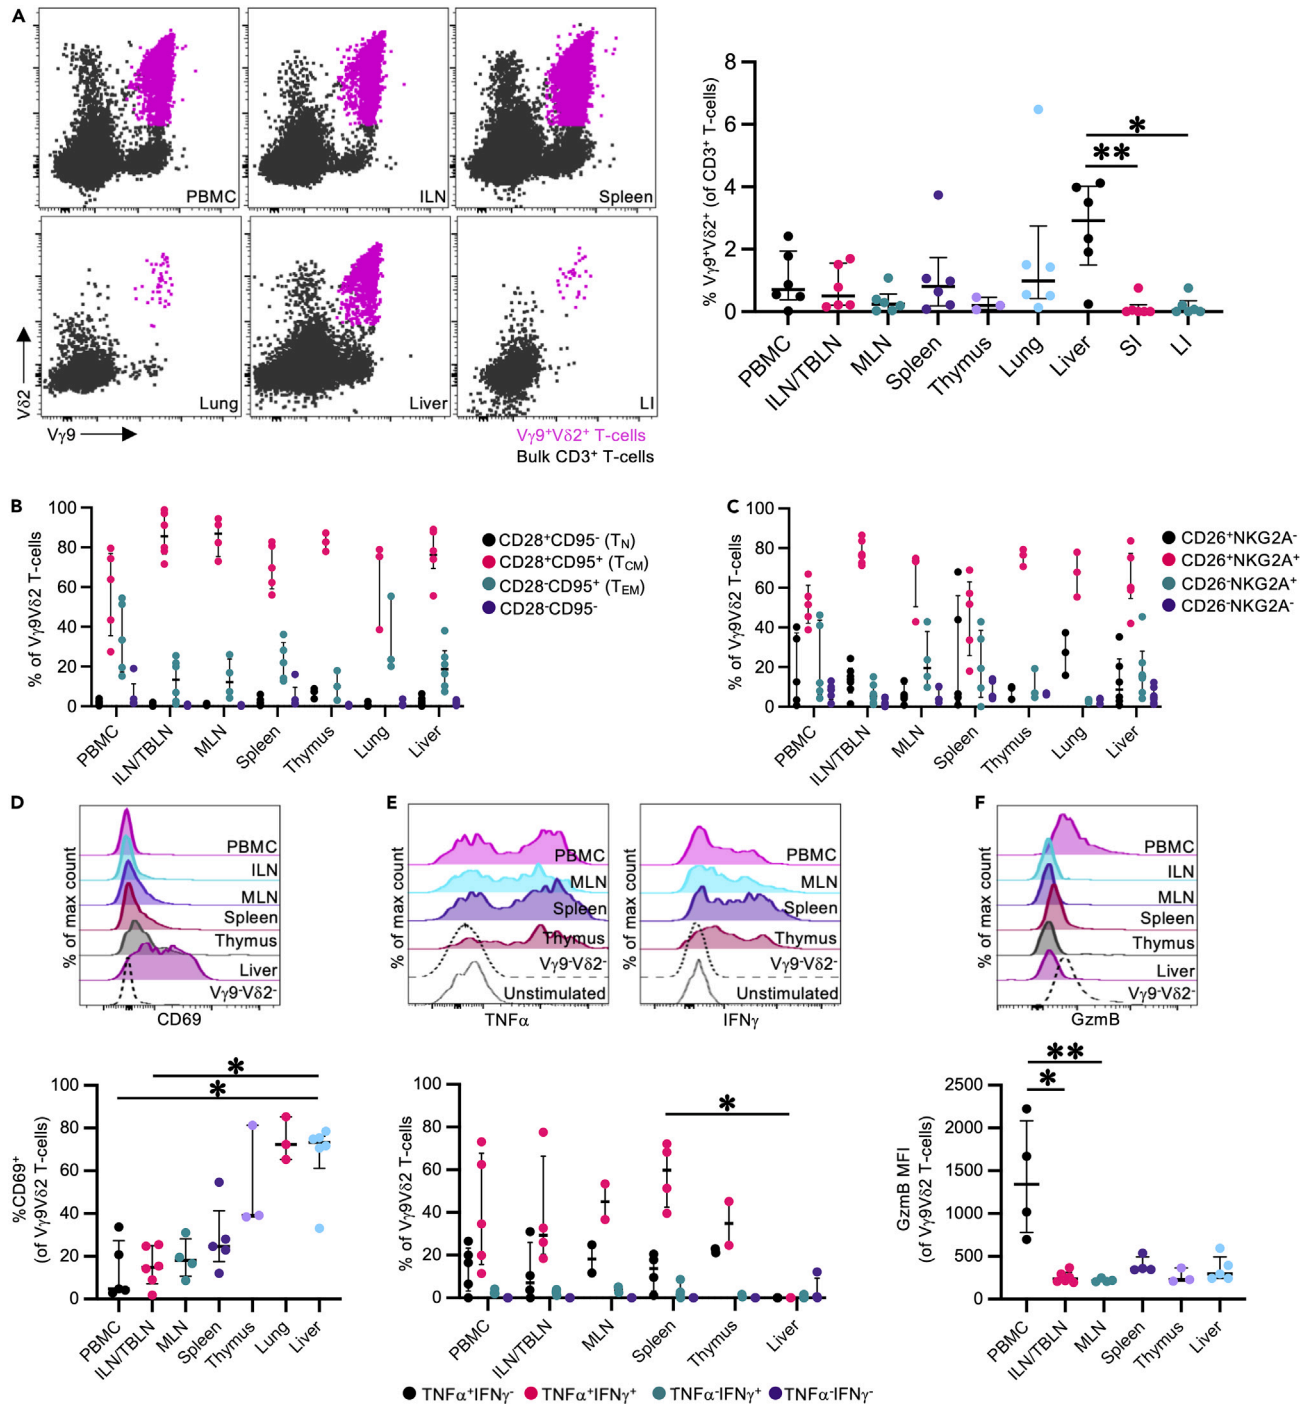 A
PBMC
ILN
Spleen
Lung
Liver
LI
Vδ2
Vγ9
Vγ9⁺Vδ2⁺ T-cells
Bulk CD3⁺ T-cells
% Vγ9⁺Vδ2⁺ (of CD3⁺ T-cells)
8
6
4
2
0
*
**
PBMC
ILN/TBLN
MLN
Spleen
Thymus
Lung
Liver
SI
LI
B
% of Vγ9Vδ2 T-cells
100
80
60
40
20
0
PBMC
ILN/TBLN
MLN
Spleen
Thymus
Lung
Liver
CD28⁺CD95⁻ (TN)
CD28⁺CD95⁺ (TCM)
CD28⁻CD95⁺ (TEM)
CD28⁻CD95⁻
C
% of Vγ9Vδ2 T-cells
100
80
60
40
20
0
PBMC
ILN/TBLN
MLN
Spleen
Thymus
Lung
Liver
CD26⁺NKG2A⁻
CD26⁺NKG2A⁺
CD26⁻NKG2A⁺
CD26⁻NKG2A⁻
D
% of max count
PBMC
ILN
MLN
Spleen
Thymus
Liver
Vγ9⁻Vδ2⁻
CD69
%CD69⁺
(of Vγ9Vδ2 T-cells)
100
80
60
40
20
0
*
*
PBMC
ILN/TBLN
MLN
Spleen
Thymus
Lung
Liver
E
% of max count
PBMC
MLN
Spleen
Thymus
Vγ9⁻Vδ2⁻
Unstimulated
TNFα
% of max count
PBMC
MLN
Spleen
Thymus
Vγ9⁻Vδ2⁻
Unstimulated
IFNγ
% of Vγ9Vδ2 T-cells
100
80
60
40
20
0
*
PBMC
ILN/TBLN
MLN
Spleen
Thymus
Liver
TNFα⁺IFNγ⁻
TNFα⁺IFNγ⁺
TNFα⁻IFNγ⁺
TNFα⁻IFNγ⁻
F
% of max count
PBMC
ILN
MLN
Spleen
Thymus
Liver
Vγ9⁻Vδ2⁻
GzmB
GzmB MFI
(of Vγ9Vδ2 T-cells)
2500
2000
1500
1000
500
0
**
*
PBMC
ILN/TBLN
MLN
Spleen
Thymus
Liver